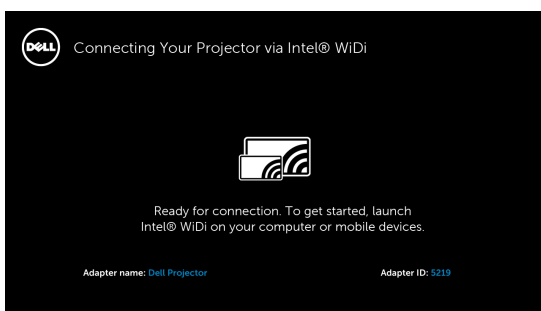 DELL
Connecting Your Projector via Intel® WiDi
Ready for connection. To get started, launch
Intel® WiDi on your computer or mobile devices.
Adapter name: Dell Projector
Adapter ID: 5219